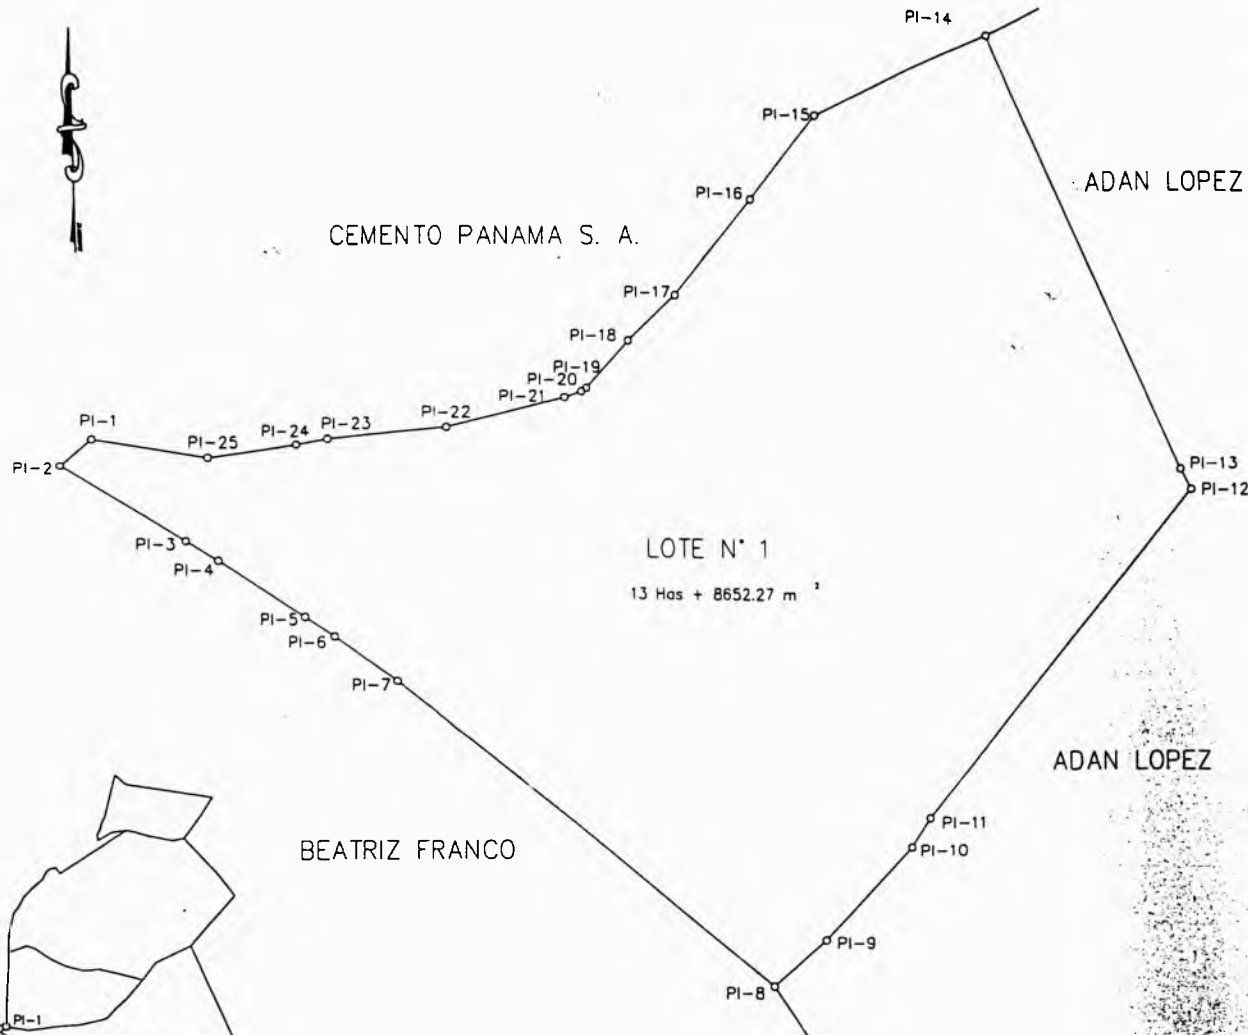 PI-14
PI-15
ADAN LOPEZ
PI-16
CEMENTO PANAMA S. A.
PI-17
PI-18
PI-19
PI-20
PI-21
PI-1
PI-23
PI-22
PI-24
PI-25
PI-2
PI-13
PI-12
PI-3
LOTE N° 1
PI-4
13 Has + 8652.27 m ²
PI-5
PI-6
PI-7
ADAN LOPEZ
PI-11
BEATRIZ FRANCO
PI-10
PI-9
PI-8
PI-1